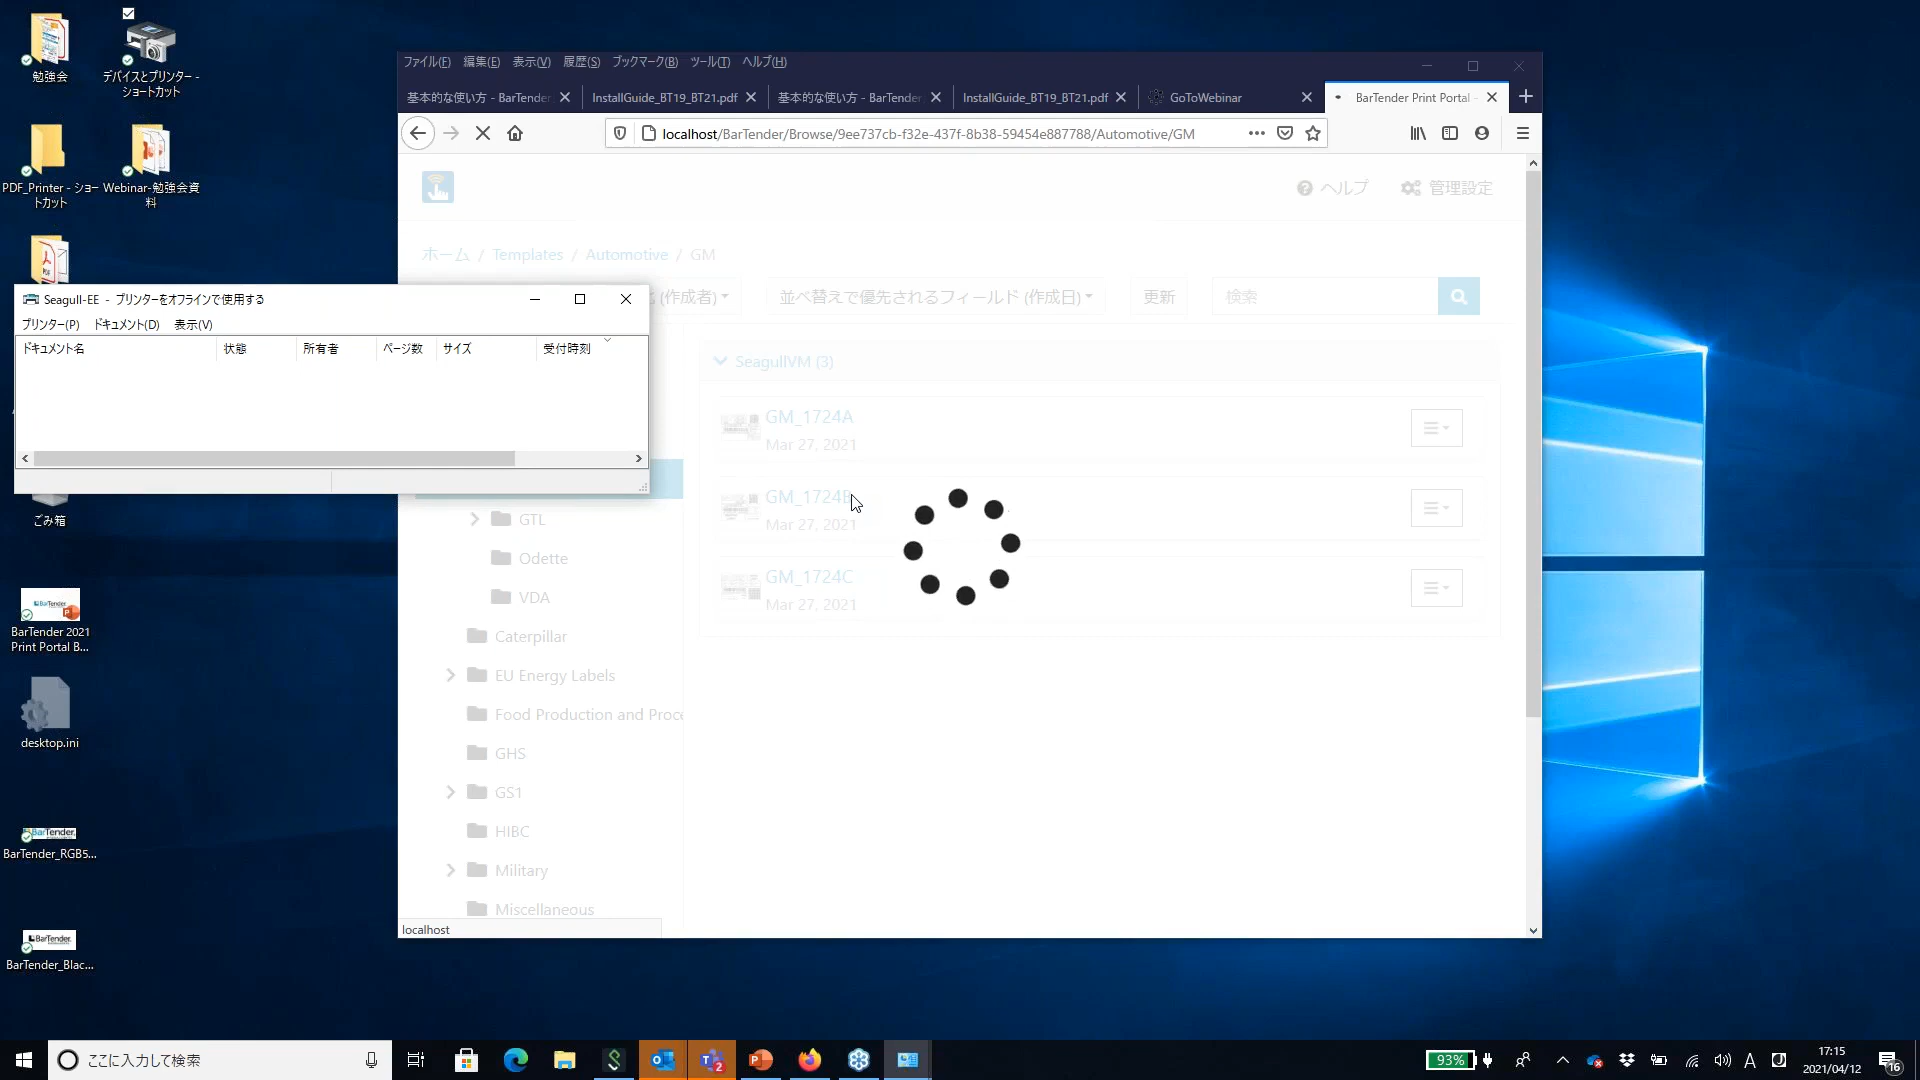 勉強会
デバイスとプリンター -
ショートカット
PDF_Printer - ショー
トカット
Webinar-勉強会資
料
ごみ箱
BarTender 2021
Print Portal B...
desktop.ini
BarTender_RGB5...
BarTender_Blac...
ファイル(F) 編集(E) 表示(V) 履歴(S) ブックマーク(B) ツール(T) ヘルプ(H)
基本的な使い方 - BarTender
InstallGuide_BT19_BT21.pdf
基本的な使い方 - BarTender
InstallGuide_BT19_BT21.pdf
GoToWebinar
BarTender Print Portal -
localhost/BarTender/Browse/9ee737cb-f32e-437f-8b38-59454e887788/Automotive/GM
ヘルプ
管理設定
ホーム / Templates / Automotive / GM
(作成者)
並べ替えで優先されるフィールド (作成日)
更新
検索
Seagull-EE - プリンターをオフラインで使用する
プリンター(P) ドキュメント(D) 表示(V)
ドキュメント名 状態 所有者 ページ数 サイズ 受付時刻
SeagullVM (3)
GM_1724A
Mar 27, 2021
GM_1724B
Mar 27, 2021
GM_1724C
Mar 27, 2021
GTL
Odette
VDA
Caterpillar
EU Energy Labels
Food Production and Proce
GHS
GS1
HIBC
Military
Miscellaneous
localhost
ここに入力して検索
93%
A
17:15
2021/04/12
16